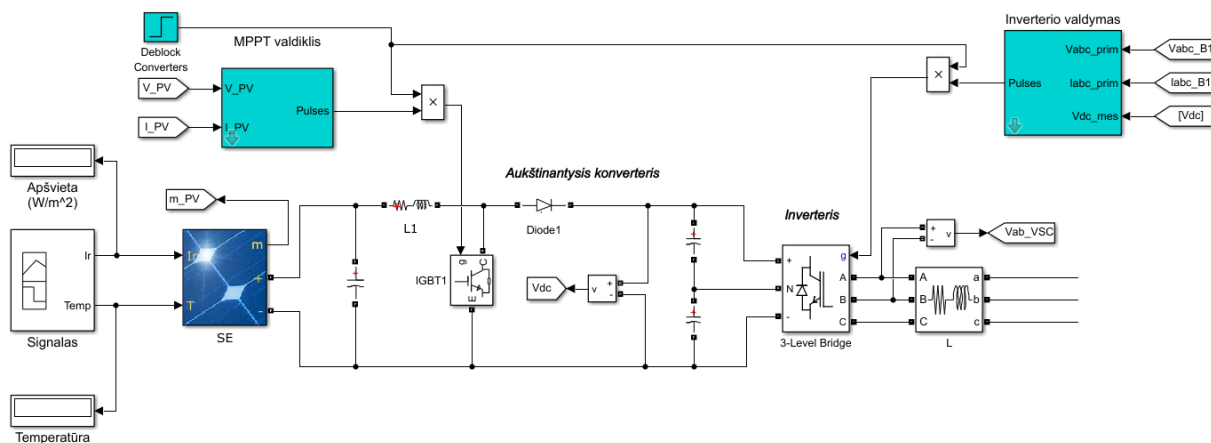 Deblock
Converters
MPPT valdiklis
V_PV
I_PV
V_PV
I_PV
Pulses
×
×
Inverterio valdymas
Pulses
Vabc_prim
Iabc_prim
Vdc_mes
Vabc_B1
Iabc_B1
[Vdc]
Apšvieta
(W/m^2)
m_PV
Ir
Temp
Signalas
Ir
T
m
+
-
SE
Temperatūra
+
L1
+
g
C
E
IGBT1
Aukštinantysis konverteris
Diode1
Vdc
v
+
-
+
+
Inverteris
+
N
-
g
A
B
C
3-Level Bridge
+
-
v
Vab_VSC
A
B
C
a
b
c
L